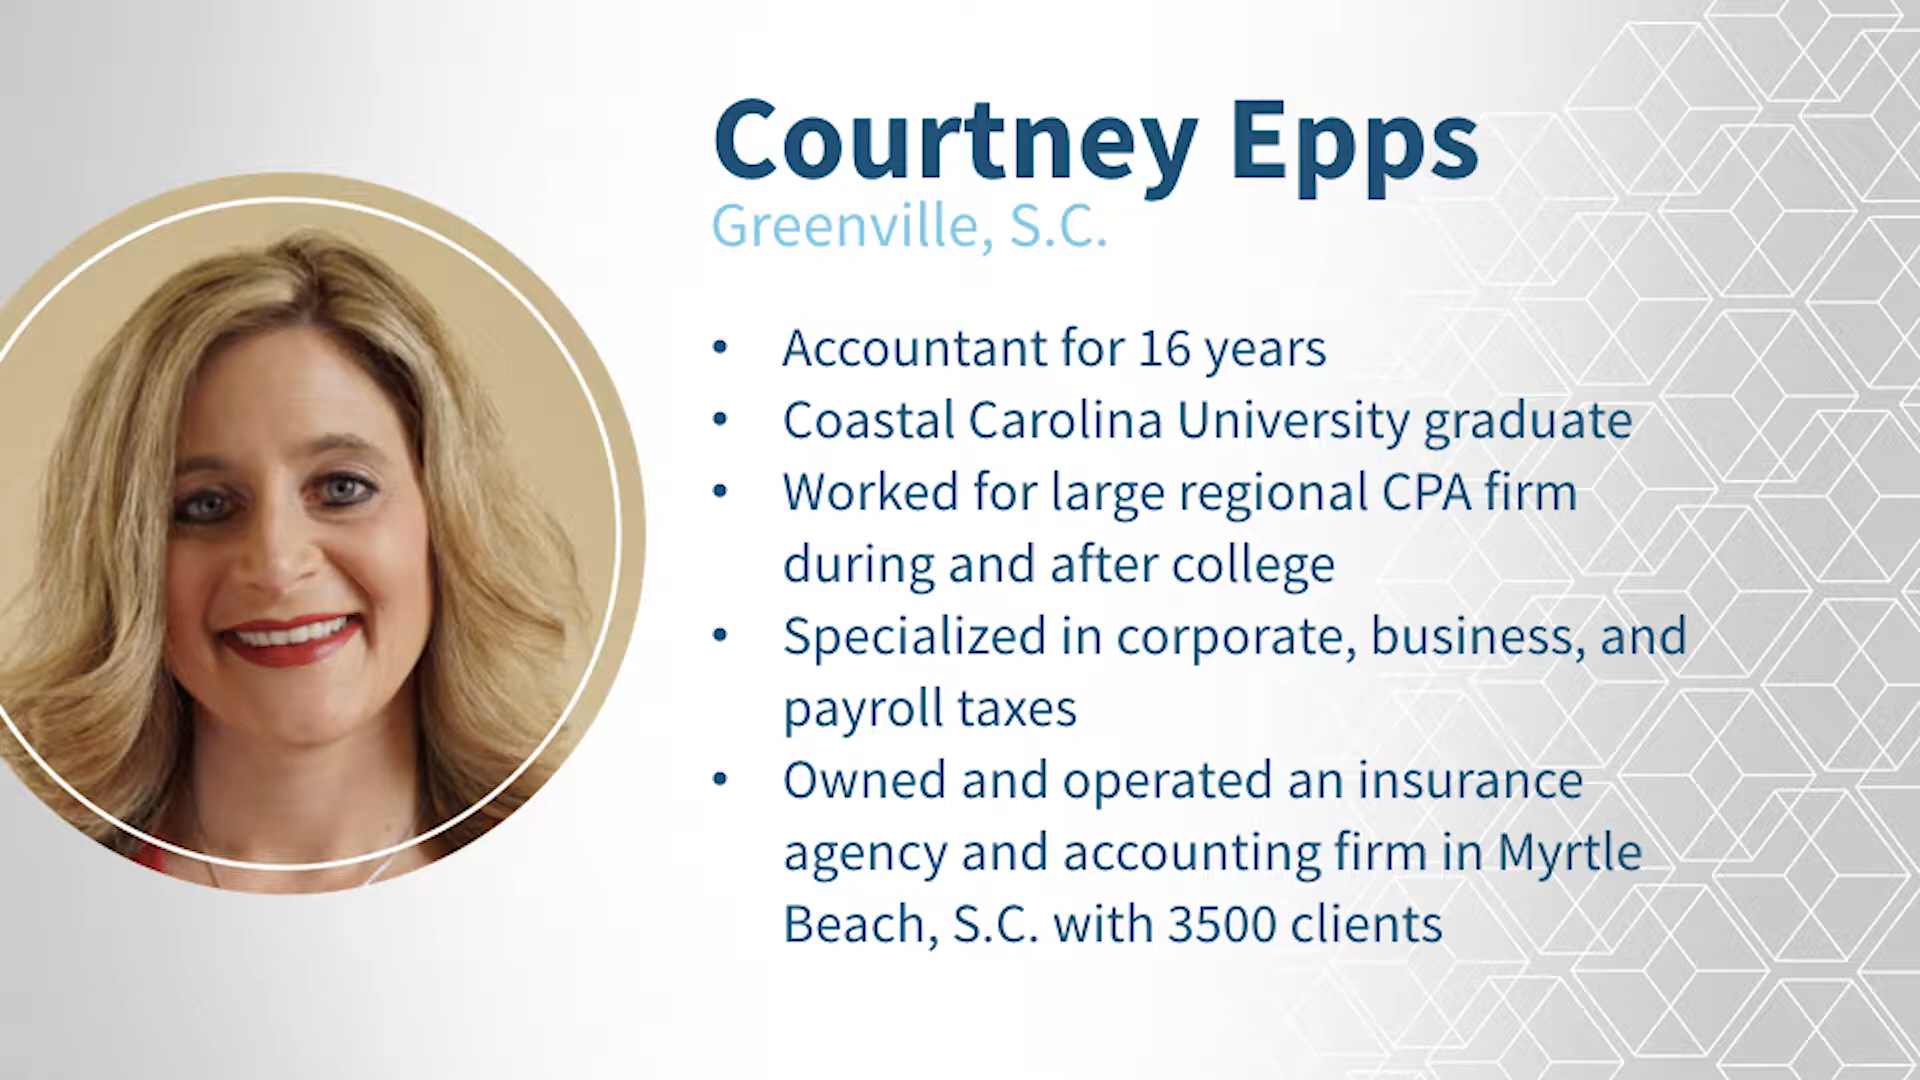 Courtney Epps
Greenville, S.C.
• Accountant for 16 years
• Coastal Carolina University graduate
• Worked for large regional CPA firm
during and after college
• Specialized in corporate, business, and
payroll taxes
• Owned and operated an insurance
agency and accounting firm in Myrtle
Beach, S.C. with 3500 clients